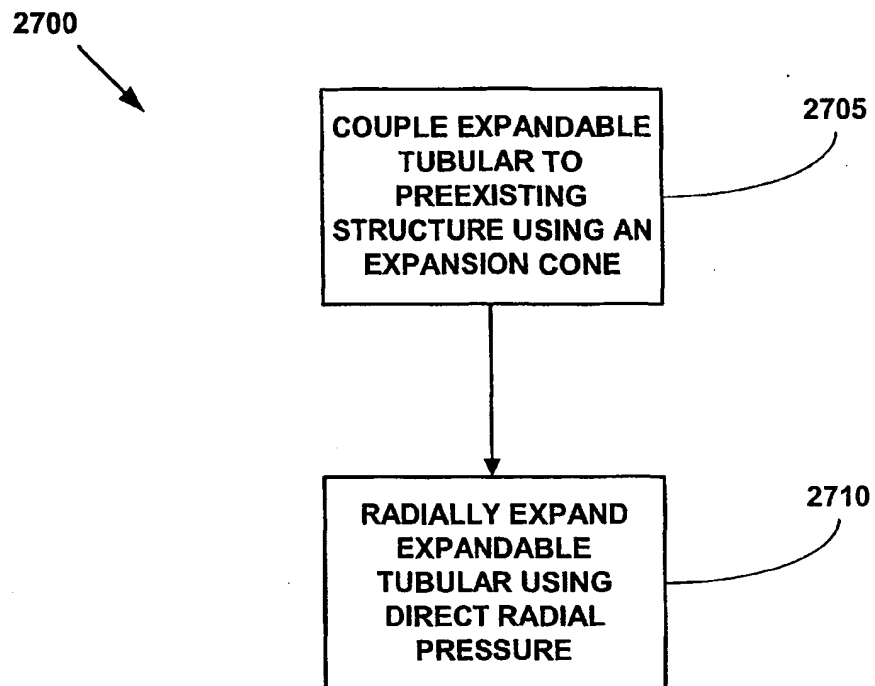 2700
COUPLE EXPANDABLE
TUBULAR TO
PREEXISTING
STRUCTURE USING AN
EXPANSION CONE
2705
RADIALLY EXPAND
EXPANDABLE
TUBULAR USING
DIRECT RADIAL
PRESSURE
2710